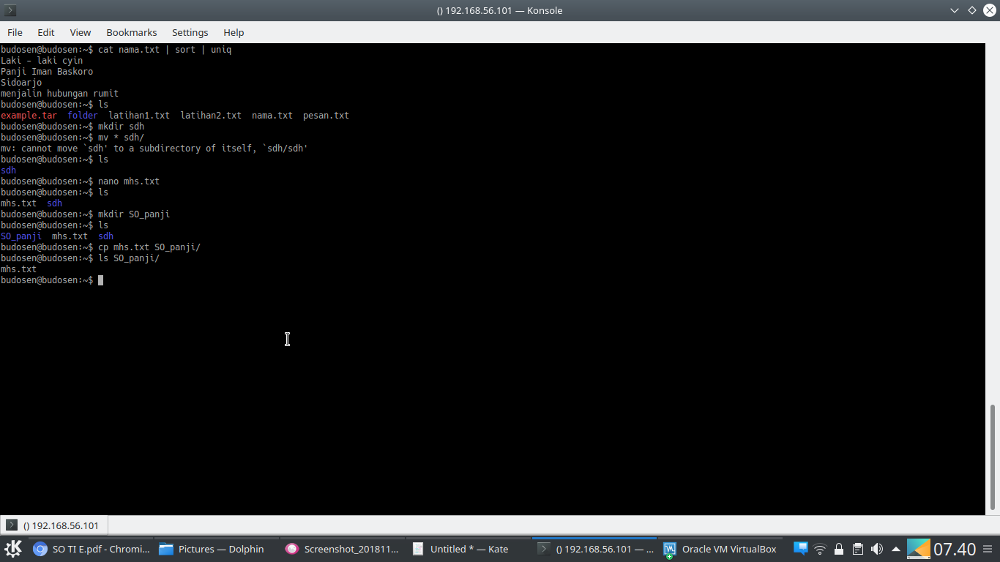 () 192.168.56.101 — Konsole
File Edit View Bookmarks Settings Help
budosen@budosen:~$ cat nama.txt | sort | uniq
Laki - laki cyin
Panji Iman Baskoro
Sidoarjo
menjalin hubungan rumit
budosen@budosen:~$ ls
example.tar folder latihan1.txt latihan2.txt nama.txt pesan.txt
budosen@budosen:~$ mkdir sdh
budosen@budosen:~$ mv * sdh/
mv: cannot move `sdh' to a subdirectory of itself, `sdh/sdh'
budosen@budosen:~$ ls
sdh
budosen@budosen:~$ nano mhs.txt
budosen@budosen:~$ ls
mhs.txt sdh
budosen@budosen:~$ mkdir SO_panji
budosen@budosen:~$ ls
SO_panji mhs.txt sdh
budosen@budosen:~$ cp mhs.txt SO_panji/
budosen@budosen:~$ ls SO_panji/
mhs.txt
budosen@budosen:~$
() 192.168.56.101
SO TI E.pdf - Chromi... Pictures — Dolphin Screenshot_201811... Untitled * — Kate () 192.168.56.101 — ... Oracle VM VirtualBox 07.40